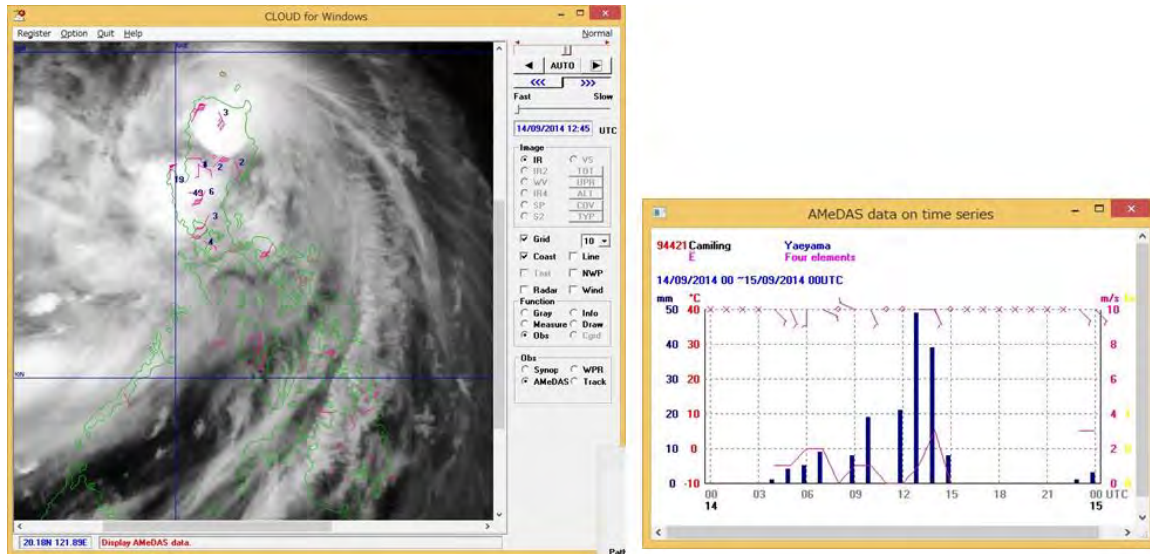 CLOUD for Windows
Register Option Quit Help Normal
AUTO
<<< >>>
Fast Slow
14/09/2014 12:45 UTC
Image
IR VS
IR2 TBT
WV UPR
IR4 ALT
SP COV
S2 TYP
Grid 10
Coast Line
Text NWP
Radar Wind
Function
Gray Info
Measure Draw
Obs Cgrd
Obs
Synop WPR
AMeDAS Track
10N
3
2 2
19
49 6
3
4
20.10N 121.89E Display AMeDAS data.
Path
AMeDAS data on time series
94421 Camiling Yaeyama
E Four elements
14/09/2014 00 ~15/09/2014 00UTC
mm °C m/s
50 40 10
40 30 8
30 20 6
20 10 4
10 0 2
0 -10 0
00 03 06 09 12 15 18 21 00 UTC
14 15